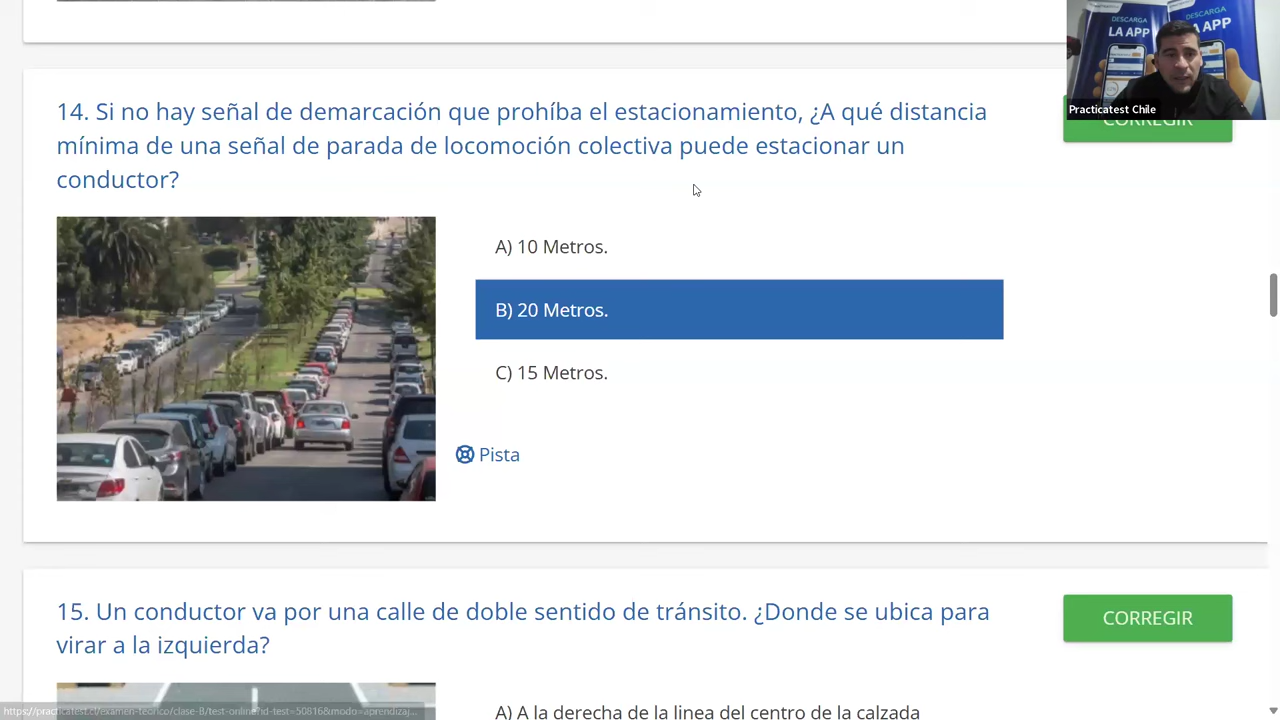 DESCARGA
LA APP
DESCARGA
LA APP
Practicatest Chile
CORREGIR
14. Si no hay señal de demarcación que prohíba el estacionamiento, ¿A qué distancia
mínima de una señal de parada de locomoción colectiva puede estacionar un
conductor?
A) 10 Metros.
B) 20 Metros.
C) 15 Metros.
Pista
15. Un conductor va por una calle de doble sentido de tránsito. ¿Donde se ubica para
virar a la izquierda?
CORREGIR
A) A la derecha de la linea del centro de la calzada